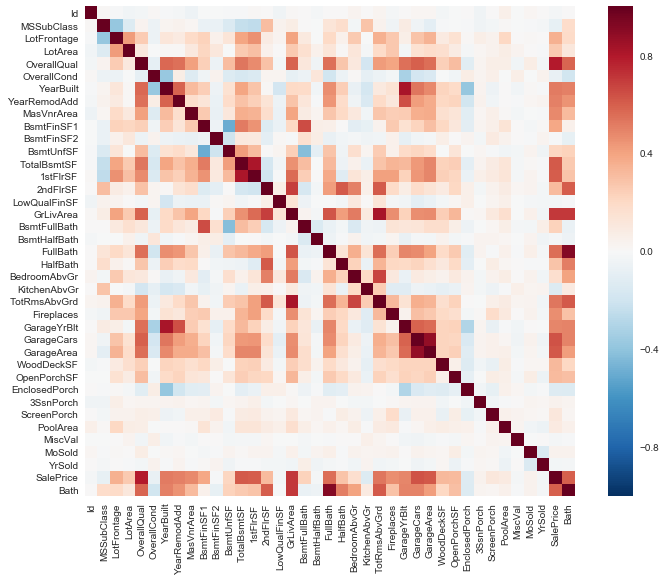 Id
MSSubClass
LotFrontage
LotArea
OverallQual
OverallCond
YearBuilt
YearRemodAdd
MasVnrArea
BsmtFinSF1
BsmtFinSF2
BsmtUnfSF
TotalBsmtSF
1stFlrSF
2ndFlrSF
LowQualFinSF
GrLivArea
BsmtFullBath
BsmtHalfBath
FullBath
HalfBath
BedroomAbvGr
KitchenAbvGr
TotRmsAbvGrd
Fireplaces
GarageYrBlt
GarageCars
GarageArea
WoodDeckSF
OpenPorchSF
EnclosedPorch
3SsnPorch
ScreenPorch
PoolArea
MiscVal
MoSold
YrSold
SalePrice
Bath
Id
MSSubClass
LotFrontage
LotArea
OverallQual
OverallCond
YearBuilt
YearRemodAdd
MasVnrArea
BsmtFinSF1
BsmtFinSF2
BsmtUnfSF
TotalBsmtSF
1stFlrSF
2ndFlrSF
LowQualFinSF
GrLivArea
BsmtFullBath
BsmtHalfBath
FullBath
HalfBath
BedroomAbvGr
KitchenAbvGr
TotRmsAbvGrd
Fireplaces
GarageYrBlt
GarageCars
GarageArea
WoodDeckSF
OpenPorchSF
EnclosedPorch
3SsnPorch
ScreenPorch
PoolArea
MiscVal
MoSold
YrSold
SalePrice
Bath
0.8
0.4
0.0
−0.4
−0.8